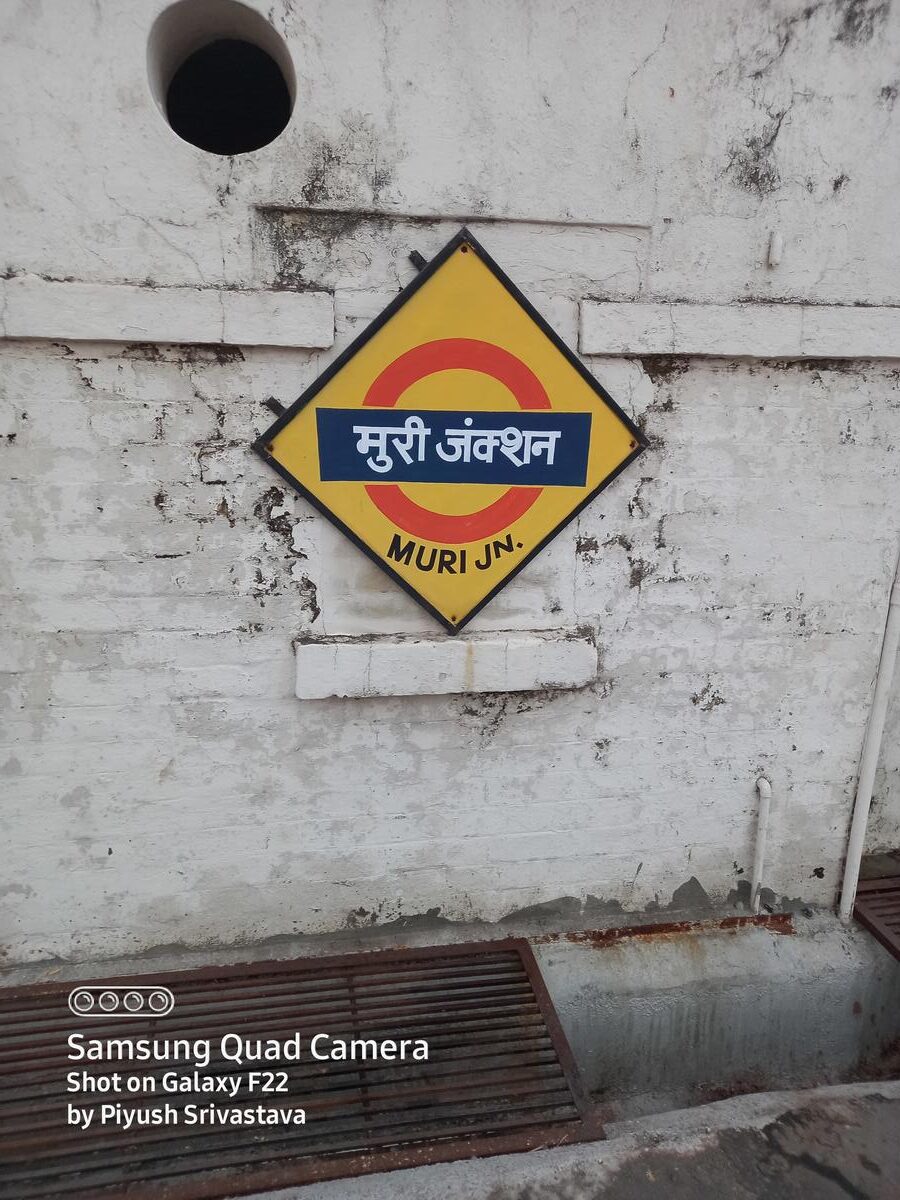 मुरी जंक्शन
MURI JN.
Samsung Quad Camera
Shot on Galaxy F22
by Piyush Srivastava